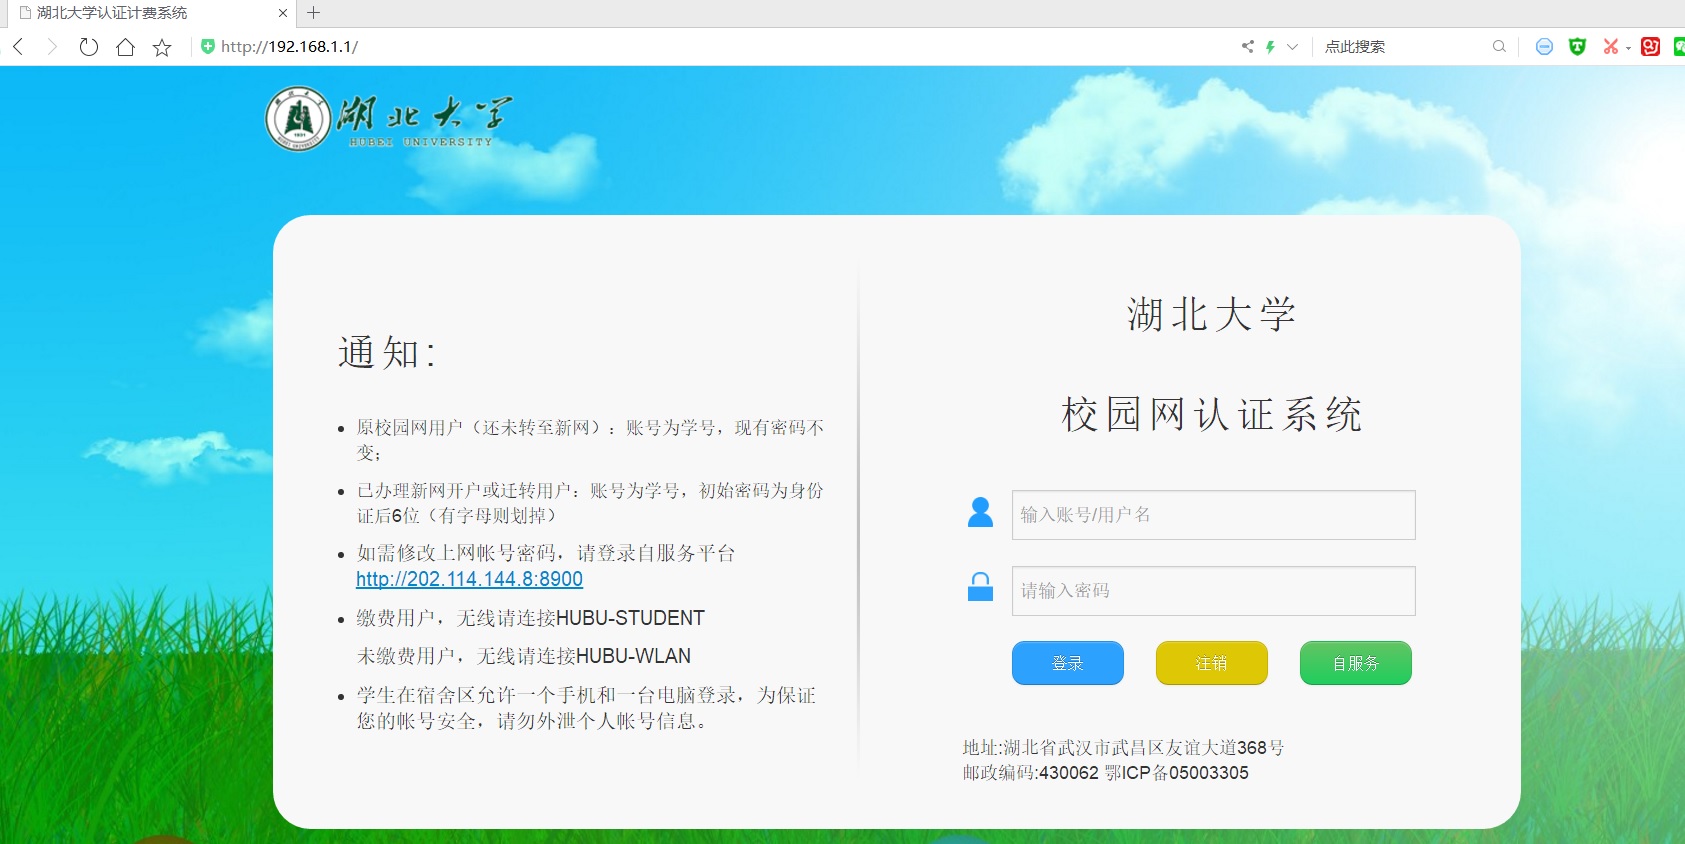 湖北大学认证计费系统
http://192.168.1.1/
点此搜索
湖北大学
HUBEI UNIVERSITY
通知:
原校园网用户（还未转至新网）：账号为学号，现有密码不
变；
已办理新网开户或迁转用户：账号为学号，初始密码为身份
证后6位（有字母则划掉）
如需修改上网帐号密码，请登录自服务平台
http://202.114.144.8:8900
缴费用户，无线请连接HUBU-STUDENT
未缴费用户，无线请连接HUBU-WLAN
学生在宿舍区允许一个手机和一台电脑登录，为保证
您的帐号安全，请勿外泄个人帐号信息。
湖北大学
校园网认证系统
输入账号/用户名
请输入密码
登录 注销 自服务
地址:湖北省武汉市武昌区友谊大道368号
邮政编码:430062 鄂ICP备05003305